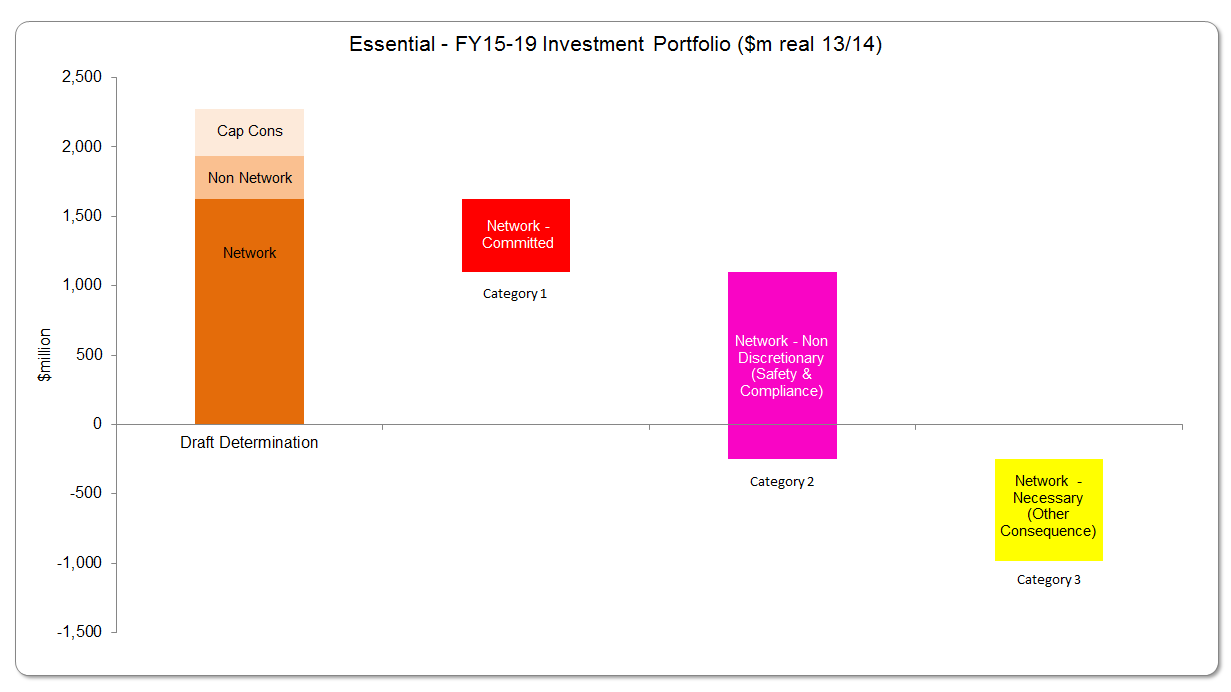 Essential - FY15-19 Investment Portfolio ($m real 13/14)
2,500
2,000
1,500
1,000
500
0
-500
-1,000
-1,500
$million
Cap Cons
Non Network
Network
Draft Determination
Network -
Committed
Category 1
Network - Non
Discretionary
(Safety &
Compliance)
Category 2
Network -
Necessary
(Other
Consequence)
Category 3